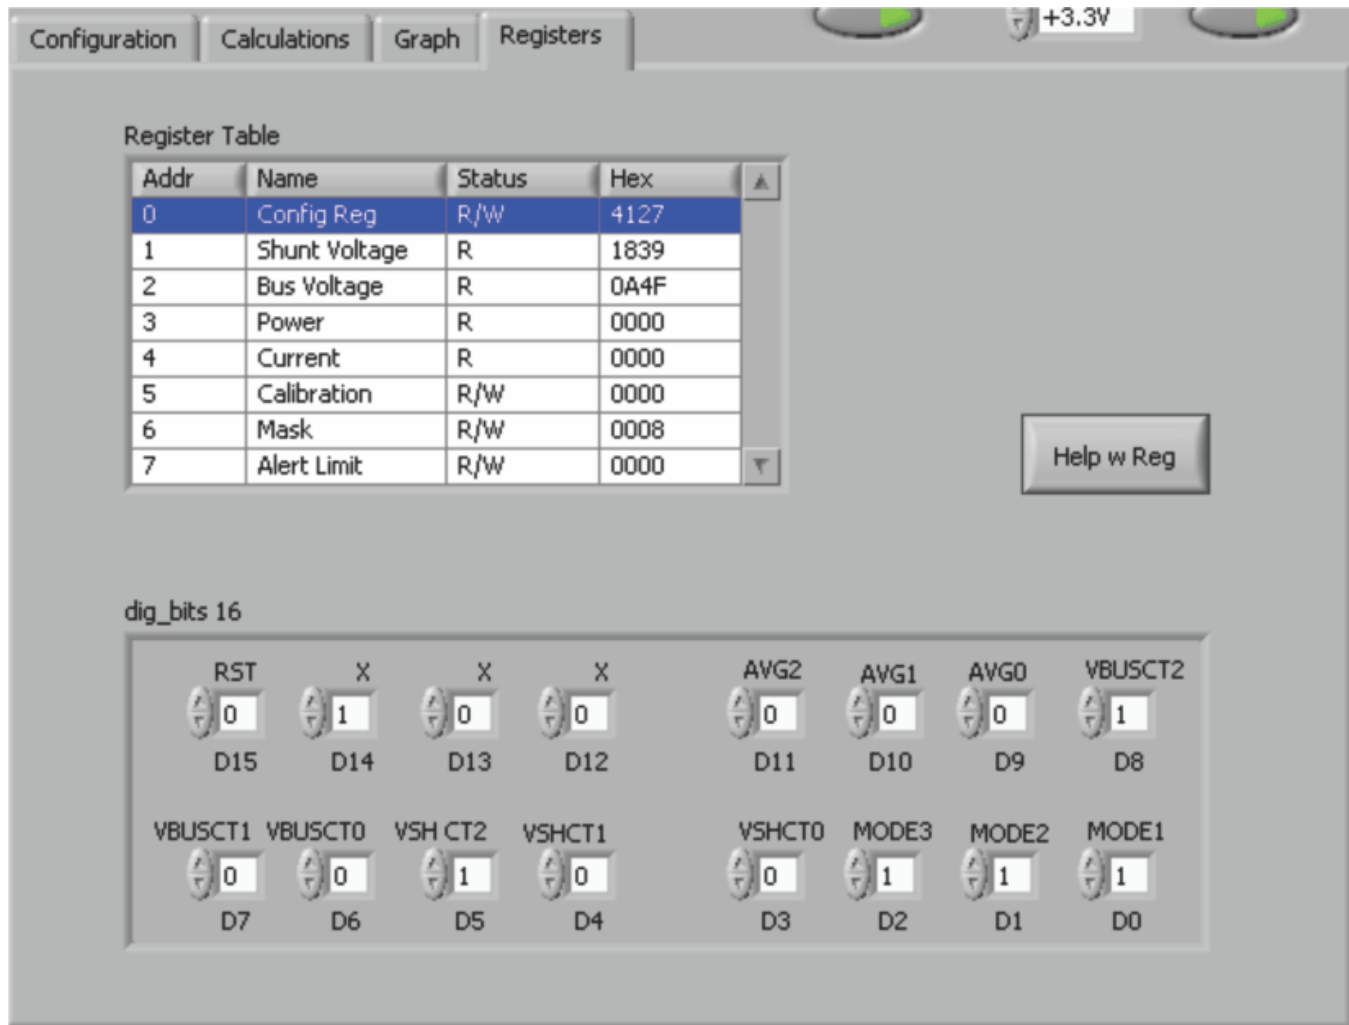 +3.3V
Configuration Calculations Graph Registers
Register Table
Addr Name Status Hex
0 Config Reg R/W 4127
1 Shunt Voltage R 1839
2 Bus Voltage R 0A4F
3 Power R 0000
4 Current R 0000
5 Calibration R/W 0000
6 Mask R/W 0008
7 Alert Limit R/W 0000
Help w Reg
dig_bits 16
RST X X X AVG2 AVG1 AVG0 VBUSCT2
0 1 0 0 0 0 0 1
D15 D14 D13 D12 D11 D10 D9 D8
VBUSCT1 VBUSCT0 VSH CT2 VSHCT1 VSHCT0 MODE3 MODE2 MODE1
0 0 1 0 0 1 1 1
D7 D6 D5 D4 D3 D2 D1 D0